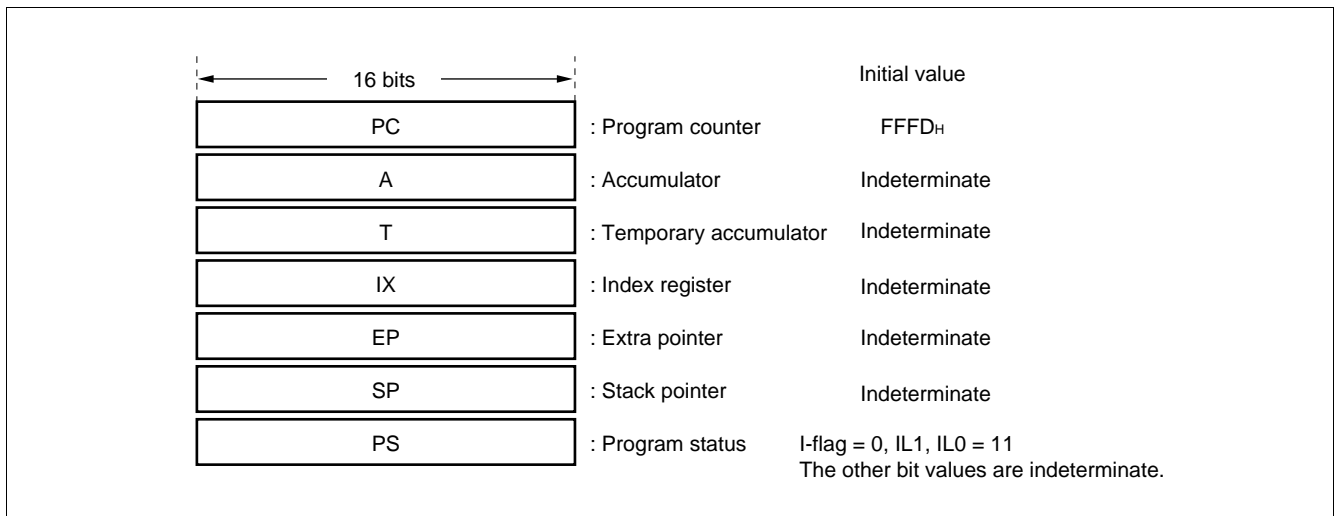 16 bits Initial value
PC : Program counter FFFDH
A : Accumulator Indeterminate
T : Temporary accumulator Indeterminate
IX : Index register Indeterminate
EP : Extra pointer Indeterminate
SP : Stack pointer Indeterminate
PS : Program status I-flag = 0, IL1, IL0 = 11
The other bit values are indeterminate.